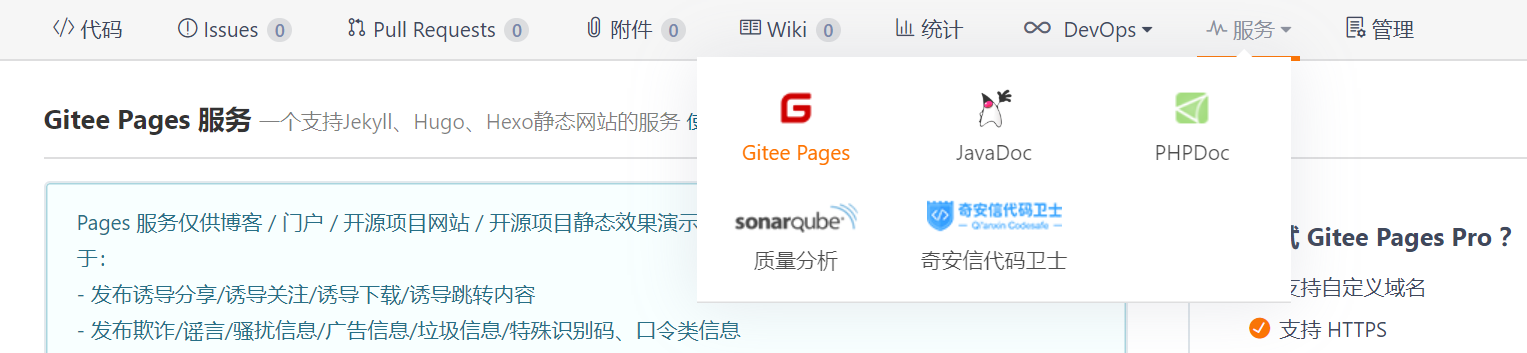 代码 Issues 0 Pull Requests 0 附件 0 Wiki 0 统计 DevOps 服务 管理
Gitee Pages 服务 一个支持Jekyll、Hugo、Hexo静态网站的服务
G
Gitee Pages JavaDoc PHPDoc
sonarqube 奇安信代码卫士
Qi'anxin Codesafe
质量分析 奇安信代码卫士
Pages 服务仅供博客 / 门户 / 开源项目网站 / 开源项目静态效果演示
于：
- 发布诱导分享/诱导关注/诱导下载/诱导跳转内容
- 发布欺诈/谣言/骚扰信息/广告信息/垃圾信息/特殊识别码、口令类信息
Gitee Pages Pro ？
支持自定义域名
支持 HTTPS